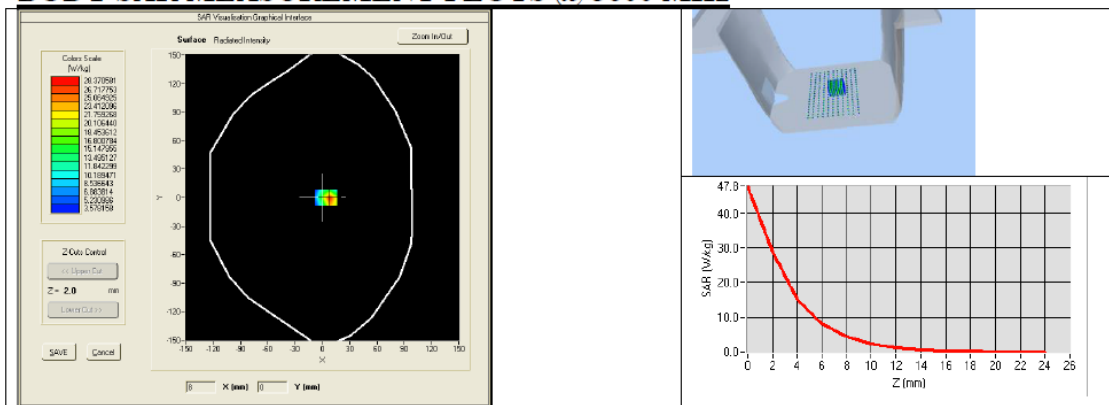 SAR Visualisation Graphical Interface
Surface Radiated Intensity
Zoom In/Out
Colors Scale
(W/kg)
28.370581
26.717753
25.064925
23.412096
21.759268
20.106440
18.453612
16.800784
15.147955
13.495127
11.842299
10.189471
8.536643
6.883814
5.230986
3.578158
Z-Cuts Control
<< Upper Cut
Z = 2.0 mm
Lower Cut >>
SAVE Cancel
150-
120-
90-
60-
30-
0-
-30-
-60-
-90-
-120-
-150-
Y
-150 -120 -90 -60 -30 0 30 60 90 120 150
X
8 X (mm) 0 Y (mm)
47.0-
40.0-
30.0-
20.0-
10.0-
0.0-
SAR (W/kg)
0 2 4 6 8 10 12 14 16 18 20 22 24 26
Z (mm)